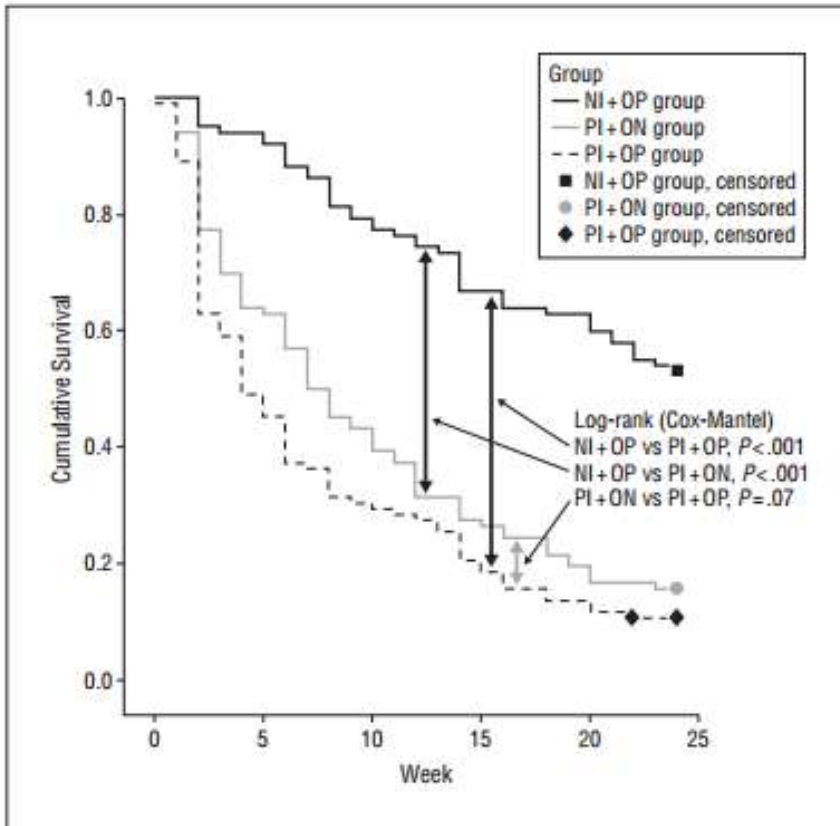 Group
NI+OP group
PI+ON group
PI+OP group
NI+OP group, censored
PI+ON group, censored
PI+OP group, censored
1.0
0.8
0.6
0.4
0.2
0.0
Cumulative Survival
Log-rank (Cox-Mantel)
NI+OP vs PI+OP, P<.001
NI+OP vs PI+ON, P<.001
PI+ON vs PI+OP, P=.07
0
5
10
15
20
25
Week